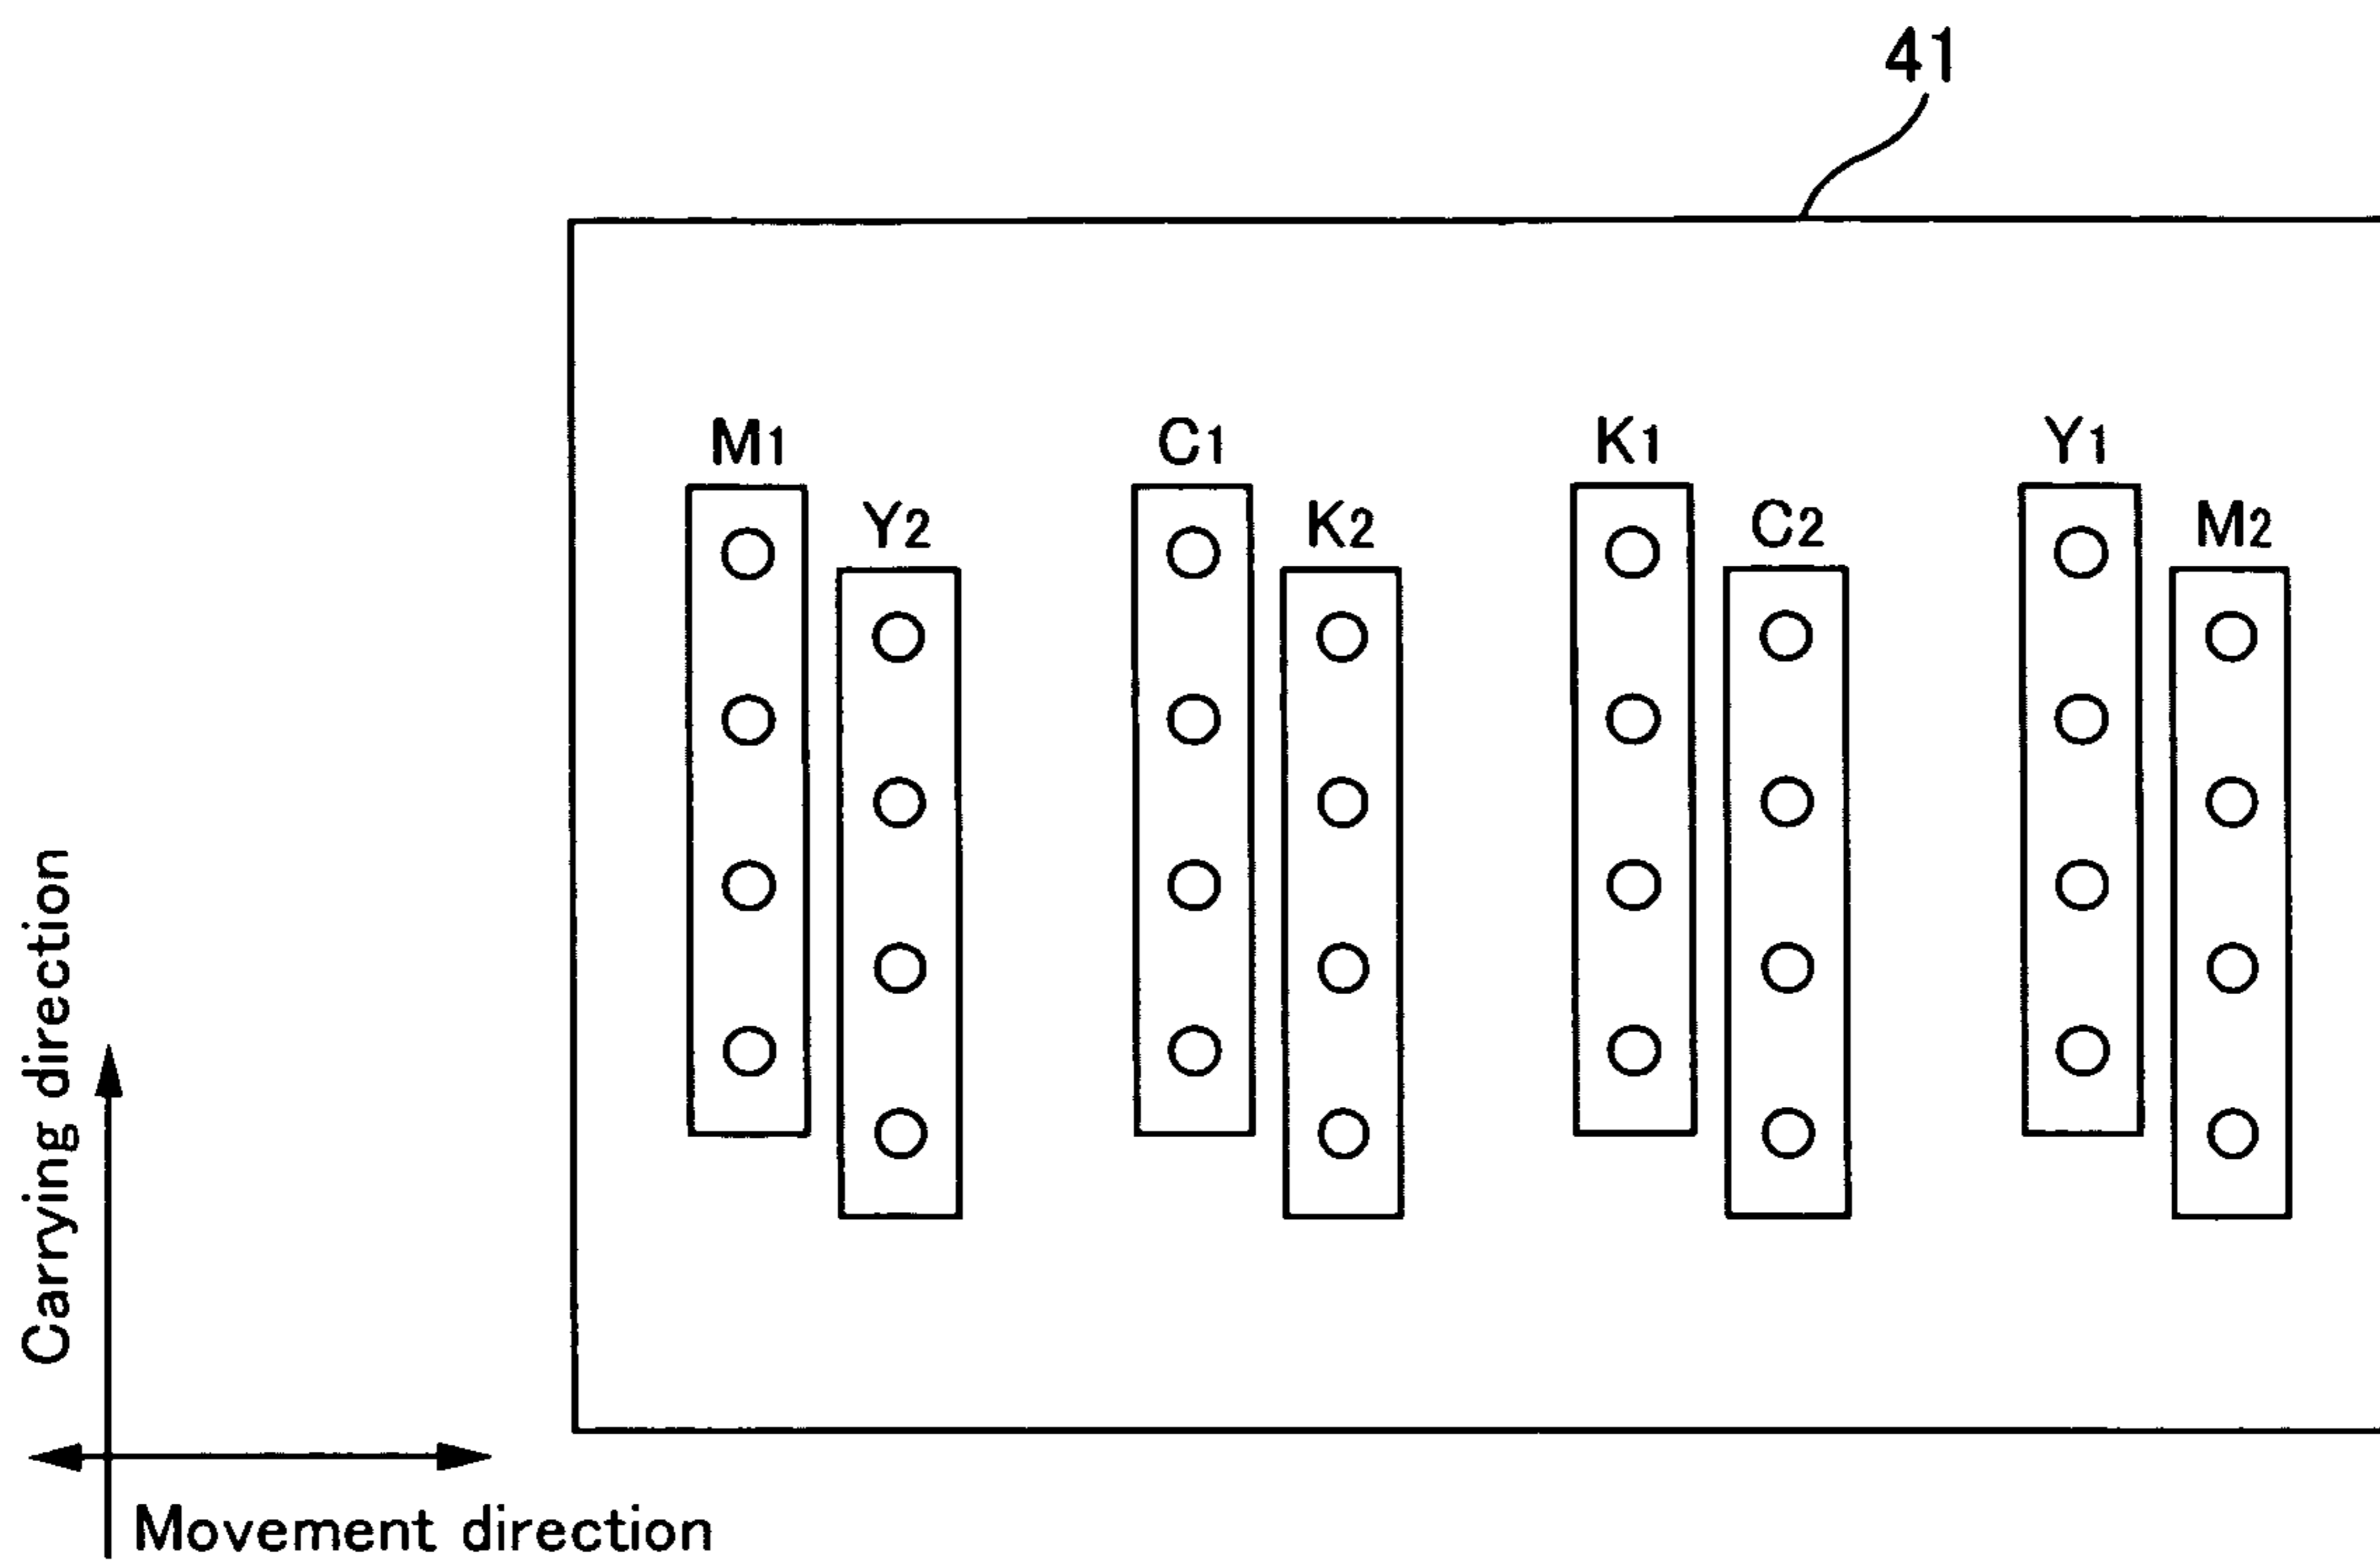 41
M1 C1 K1 Y1
Y2 K2 C2 M2
Carrying direction
Movement direction